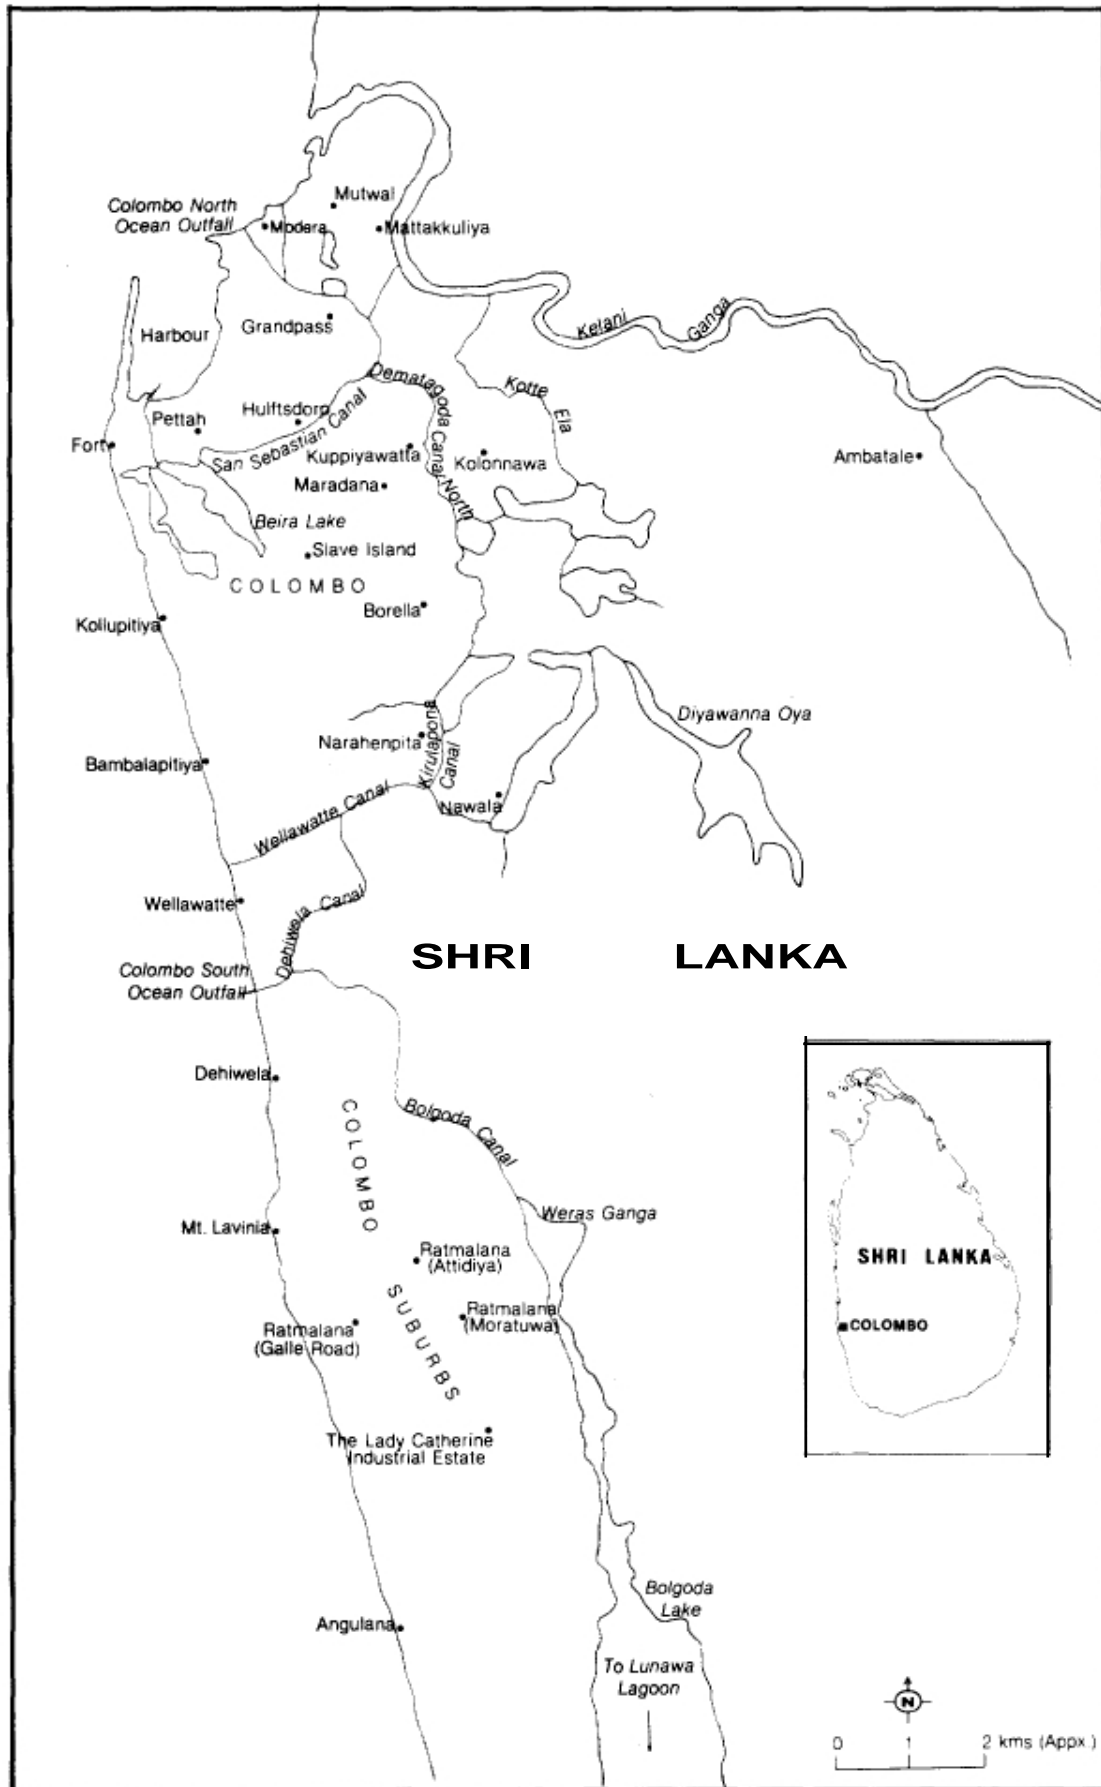 Mutwal
Colombo North
Ocean Outfall
Modera
Mattakkuliya
Harbour
Grandpass
Kelani
Ganga
Dematagoda Canal North
Kotte Ela
Pettah
Hulftsdorp
San Sebastian Canal
Fort
Kuppiyawatta
Kolonnawa
Ambatale
Maradana
Beira Lake
Slave Island
COLOMBO
Borella
Kollupitiya
Diyawanna Oya
Narahenpita
Kirulapona
Canal
Bambalapitiya
Nawala
Wellawatte Canal
Wellawatte
Dehiwela Canal
SHRI LANKA
Colombo South
Ocean Outfall
Dehiwela
COLOMBO
SUBURBS
Bolgoda Canal
Weras Ganga
Mt. Lavinia
Ratmalana
(Attidiya)
Ratmalana
(Moratuwa)
Ratmalana
(Galle Road)
SHRI LANKA
COLOMBO
The Lady Catherine
Industrial Estate
Bolgoda
Lake
Angulana
To Lunawa
Lagoon
N
0 1 2 kms (Appx.)